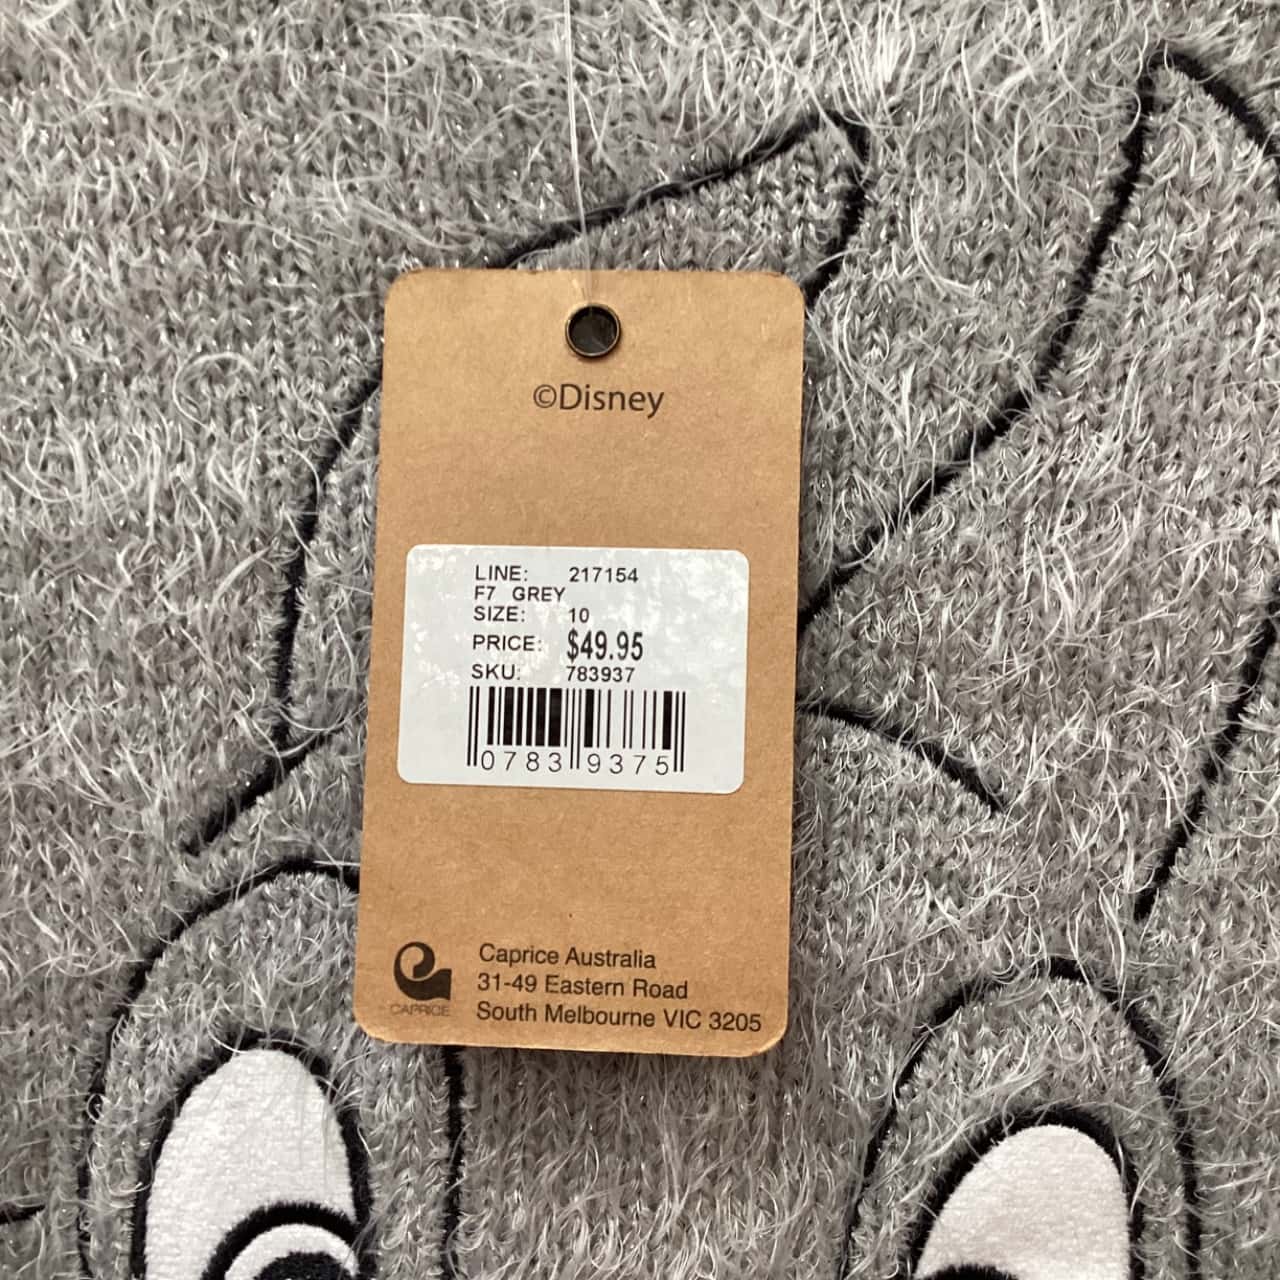 ©Disney
LINE: 217154
F7 GREY
SIZE: 10
PRICE: $49.95
SKU: 783937
0783 9375
CAPRICE
Caprice Australia
31-49 Eastern Road
South Melbourne VIC 3205